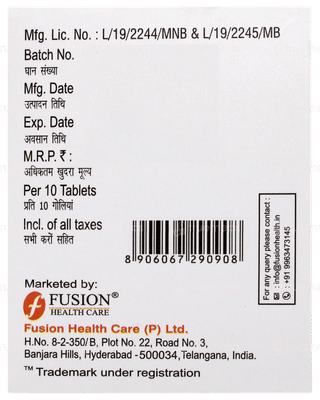 Mfg. Lic. No. : L/19/2244/MNB & L/19/2245/MB
Batch No.
घान संख्या
Mfg. Date
उत्पादन तिथि
Exp. Date
अवसान तिथि
M.R.P. ₹ :
अधिकतम खुदरा मूल्य
Per 10 Tablets
प्रति 10 गोलियां
Incl. of all taxes
सभी करों सहित
8 906067 290908
For any query please contact :
: info@fusionhealth.in
: +91 9963473145
Marketed by:
FUSION®
HEALTH CARE
Fusion Health Care (P) Ltd.
H.No. 8-2-350/B, Plot No. 22, Road No. 3,
Banjara Hills, Hyderabad -500034,Telangana, India.
™ Trademark under registration